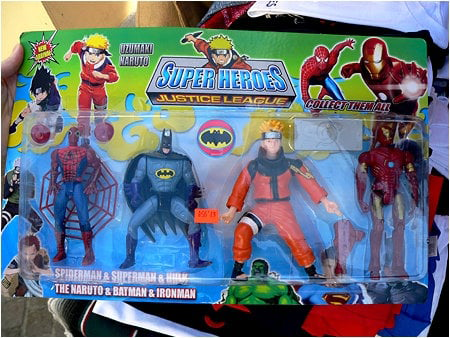 NEW
UZUMAKI
NARUTO
SUPER HEROES
JUSTICE LEAGUE
COLLECT THEM ALL
SPIDERMAN & SUPERMAN & HULK
THE NARUTO & BATMAN & IRONMAN